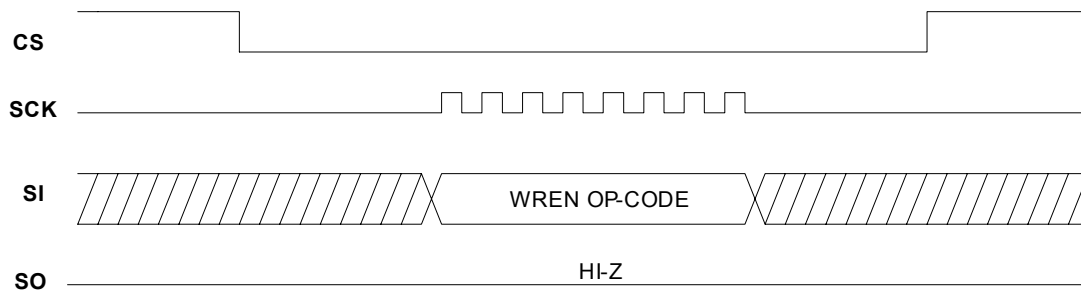 CS
SCK
SI
WREN OP-CODE
HI-Z
SO